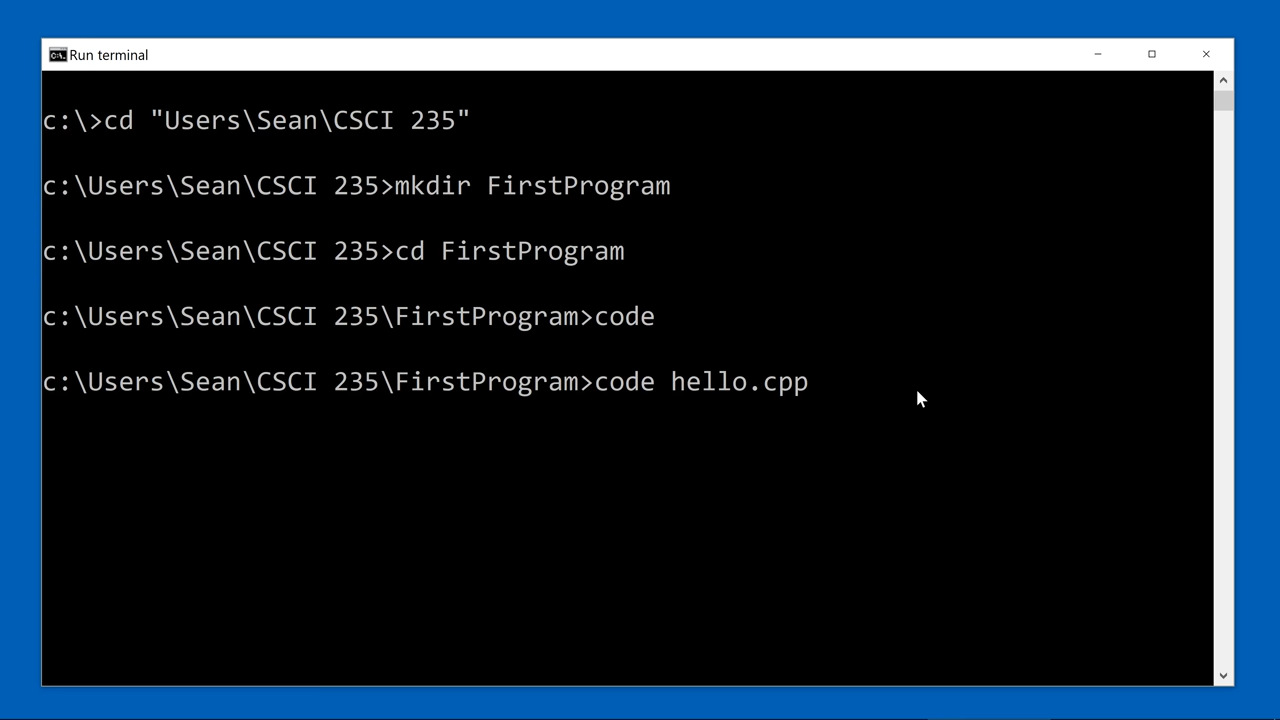 Run terminal
c:\>cd "Users\Sean\CSCI 235"
c:\Users\Sean\CSCI 235>mkdir FirstProgram
c:\Users\Sean\CSCI 235>cd FirstProgram
c:\Users\Sean\CSCI 235\FirstProgram>code
c:\Users\Sean\CSCI 235\FirstProgram>code hello.cpp